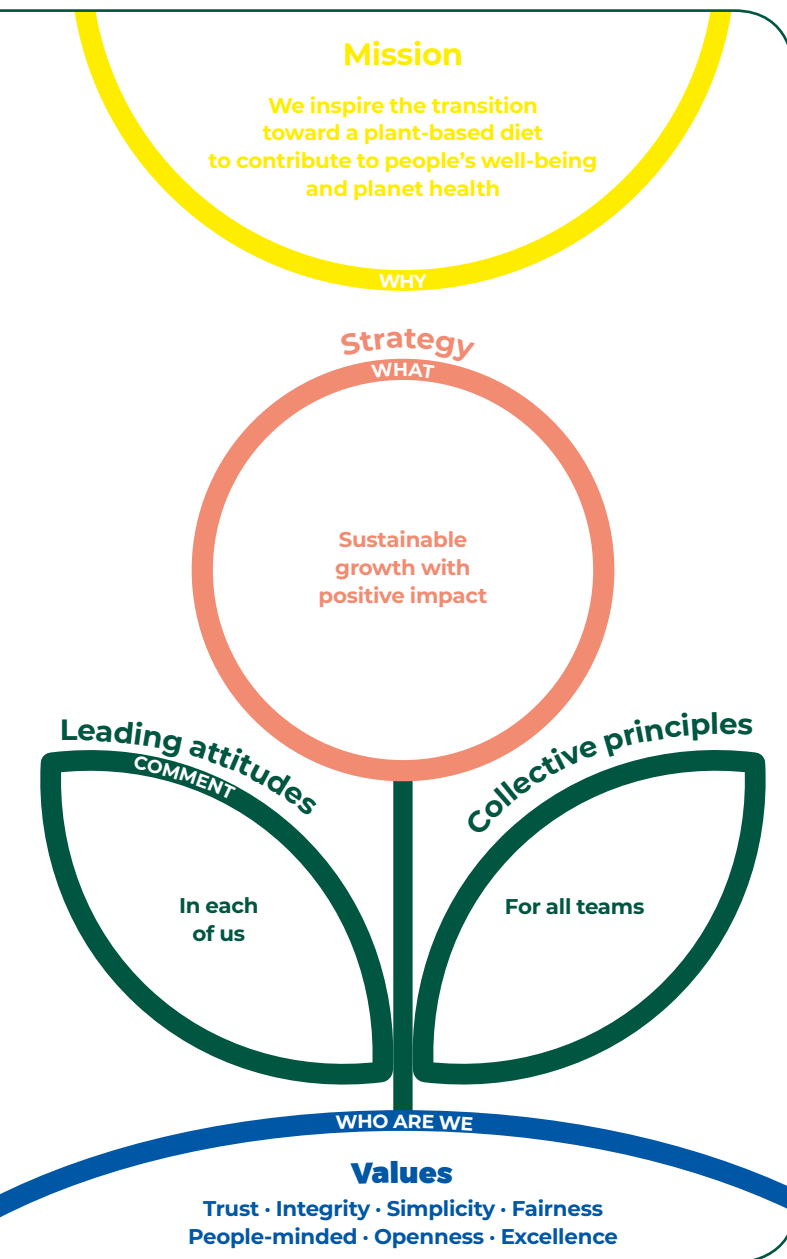 Mission
We inspire the transition
toward a plant-based diet
to contribute to people’s well-being
and planet health
WHY
Strategy
WHAT
Sustainable
growth with
positive impact
Leading attitudes
COMMENT
In each
of us
Collective principles
For all teams
WHO ARE WE
Values
Trust · Integrity · Simplicity · Fairness
People-minded · Openness · Excellence